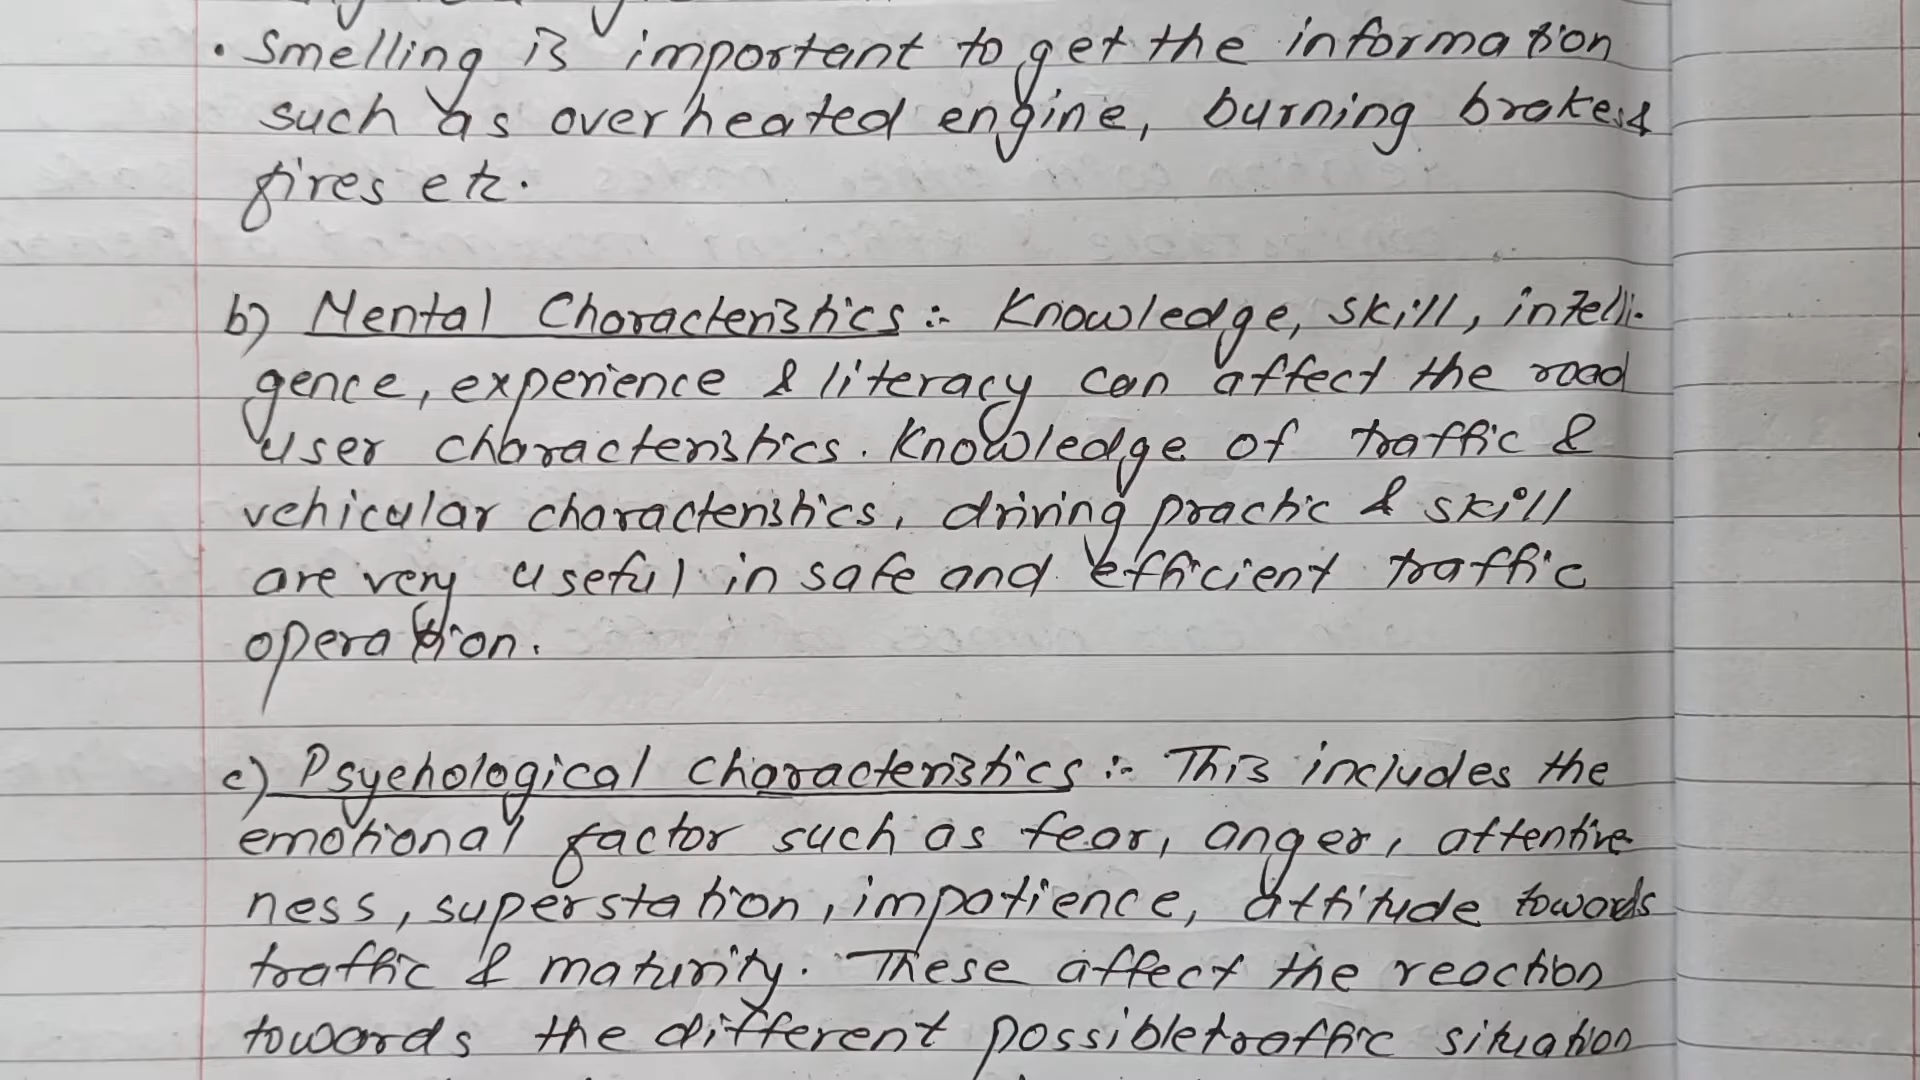 • Smelling is important to get the information
such as overheated engine, burning brakes &
fires etc.
b) Mental Characteristics :- Knowledge, skill, intelli-
gence, experience & literacy can affect the road
user characteristics. Knowledge of traffic &
vehicular characteristics, driving practic & skill
are very useful in safe and efficient traffic
operation.
c) Psychological characteristics :- This includes the
emotional factor such as fear, anger, attentive
ness, superstation, impatience, attitude towards
traffic & maturity. These affect the reaction
towards the different possible traffic situation